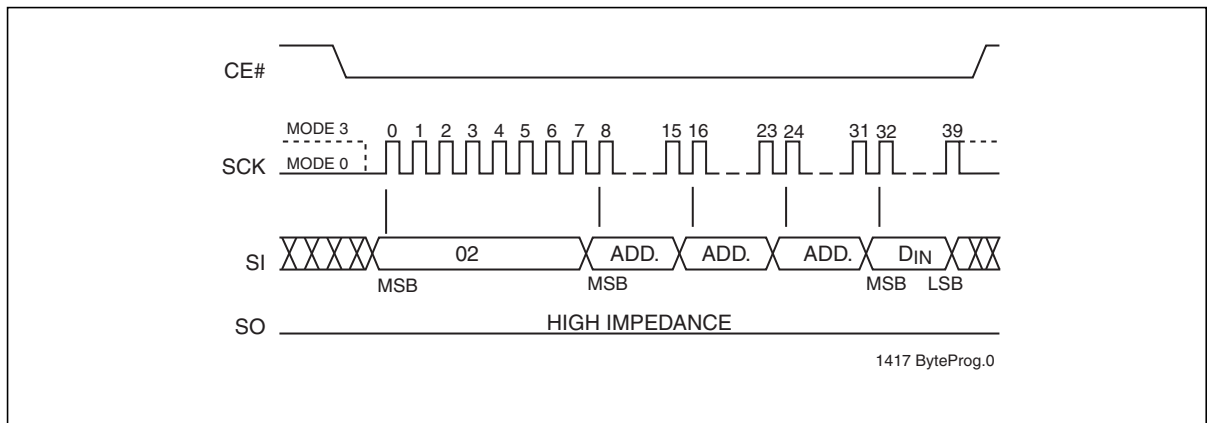 CE#
MODE 3
0 1 2 3 4 5 6 7 8 15 16 23 24 31 32 39
SCK
MODE 0
SI
02
ADD.
ADD.
ADD.
DIN
MSB
MSB
MSB
LSB
SO
HIGH IMPEDANCE
1417 ByteProg.0